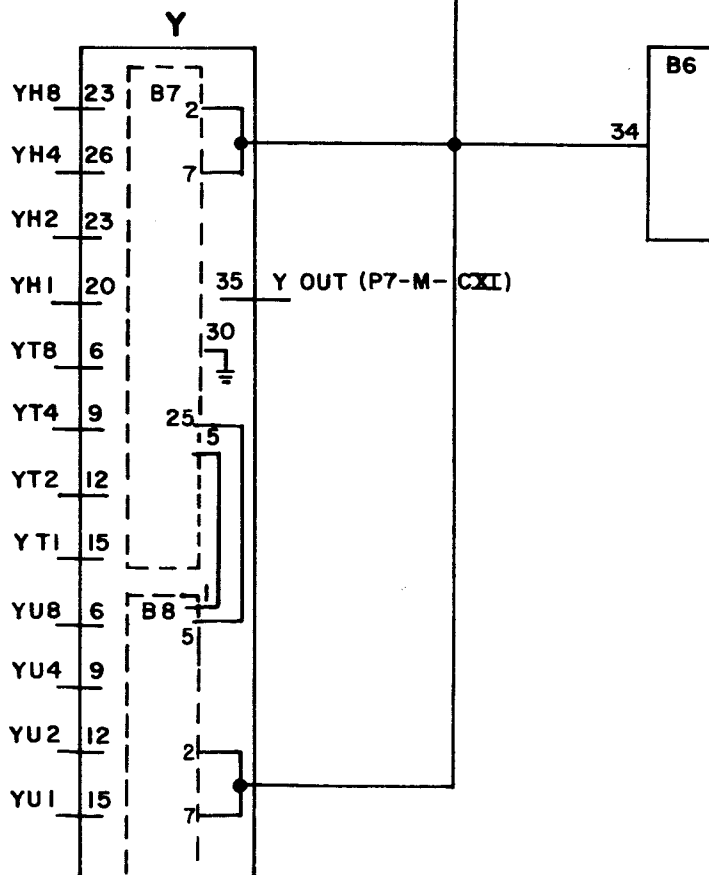 Y
B6
YH8 23 B7 2
34
YH4 26 7
YH2 23
YH1 20 35 Y OUT (P7-M-CXI)
30
YT8 6
YT4 9 25
5
YT2 12
YT1 15
1
YU8 6 B8
5
YU4 9
YU2 12 2
YU1 15 7